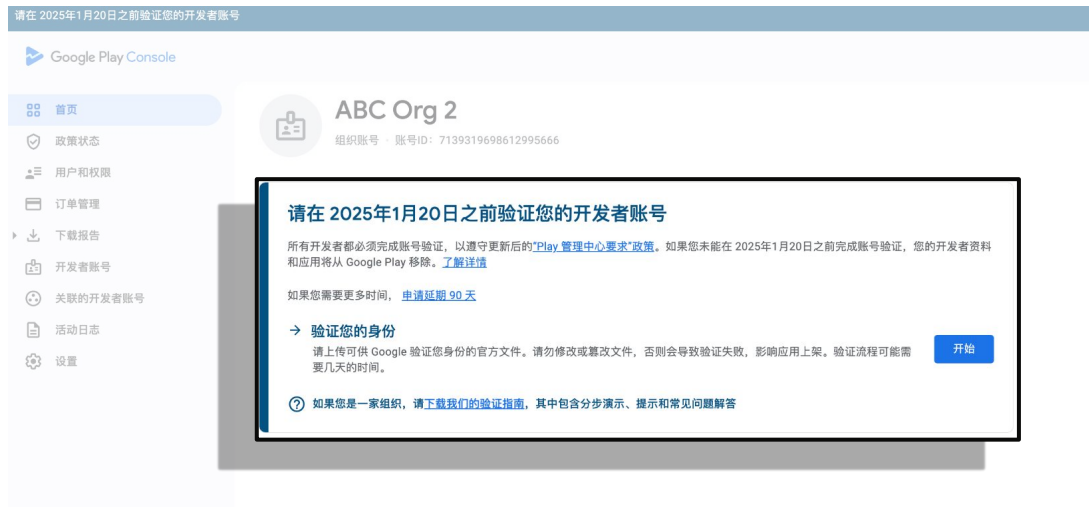 请在 2025年1月20日之前验证您的开发者账号
Google Play Console
首页
政策状态
用户和权限
订单管理
下载报告
开发者账号
关联的开发者账号
活动日志
设置
ABC Org 2
组织账号 · 账号ID：7139319698612995666
请在 2025年1月20日之前验证您的开发者账号
所有开发者都必须完成账号验证，以遵守更新后的“Play 管理中心要求”政策。如果您未能在 2025年1月20日之前完成账号验证，您的开发者资料
和应用将从 Google Play 移除。了解详情
如果您需要更多时间， 申请延期 90 天
验证您的身份
请上传可供 Google 验证您身份的官方文件。请勿修改或篡改文件，否则会导致验证失败，影响应用上架。验证流程可能需
要几天的时间。
开始
如果您是一家组织，请下载我们的验证指南，其中包含分步演示、提示和常见问题解答